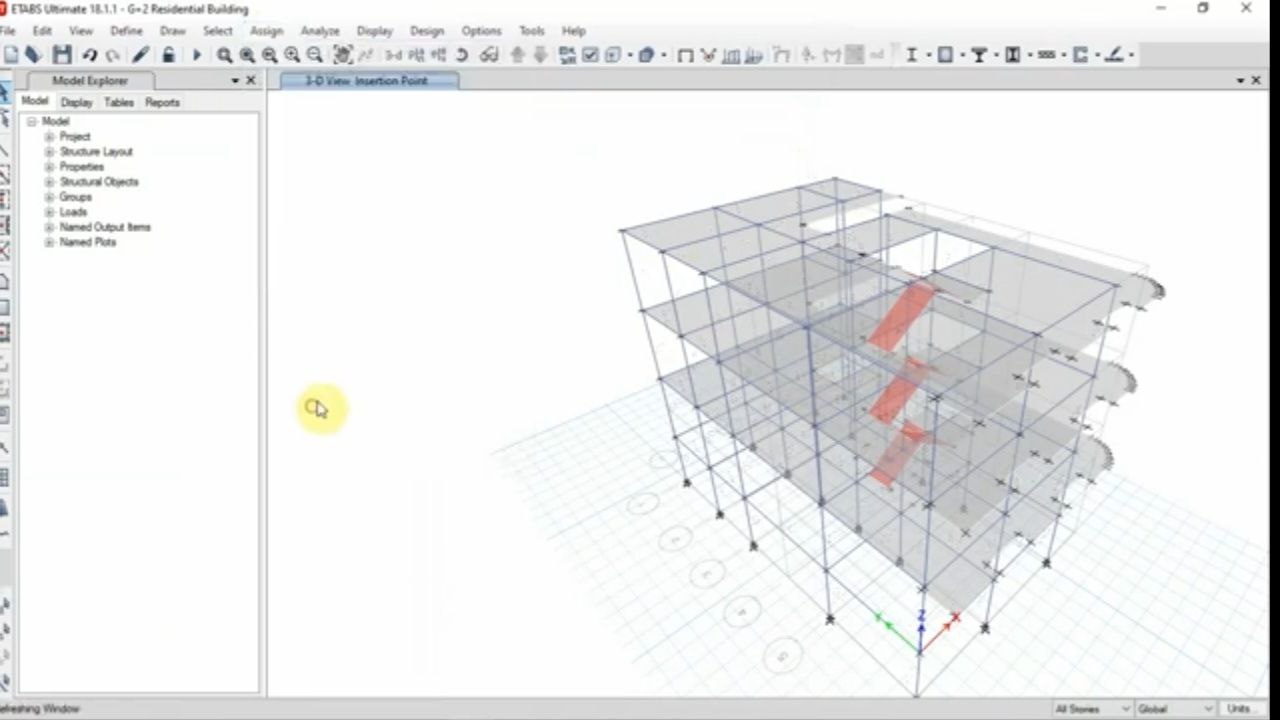 ETABS Ultimate 18.1.1 - G+2 Residential Building
File Edit View Define Draw Select Assign Analyze Display Design Options Tools Help
Model Explorer
3-D View Insertion Point
Model Display Tables Reports
Model
Project
Structure Layout
Properties
Structural Objects
Groups
Loads
Named Output Items
Named Plots
Z
X
Refreshing Window
All Stories Global Units...